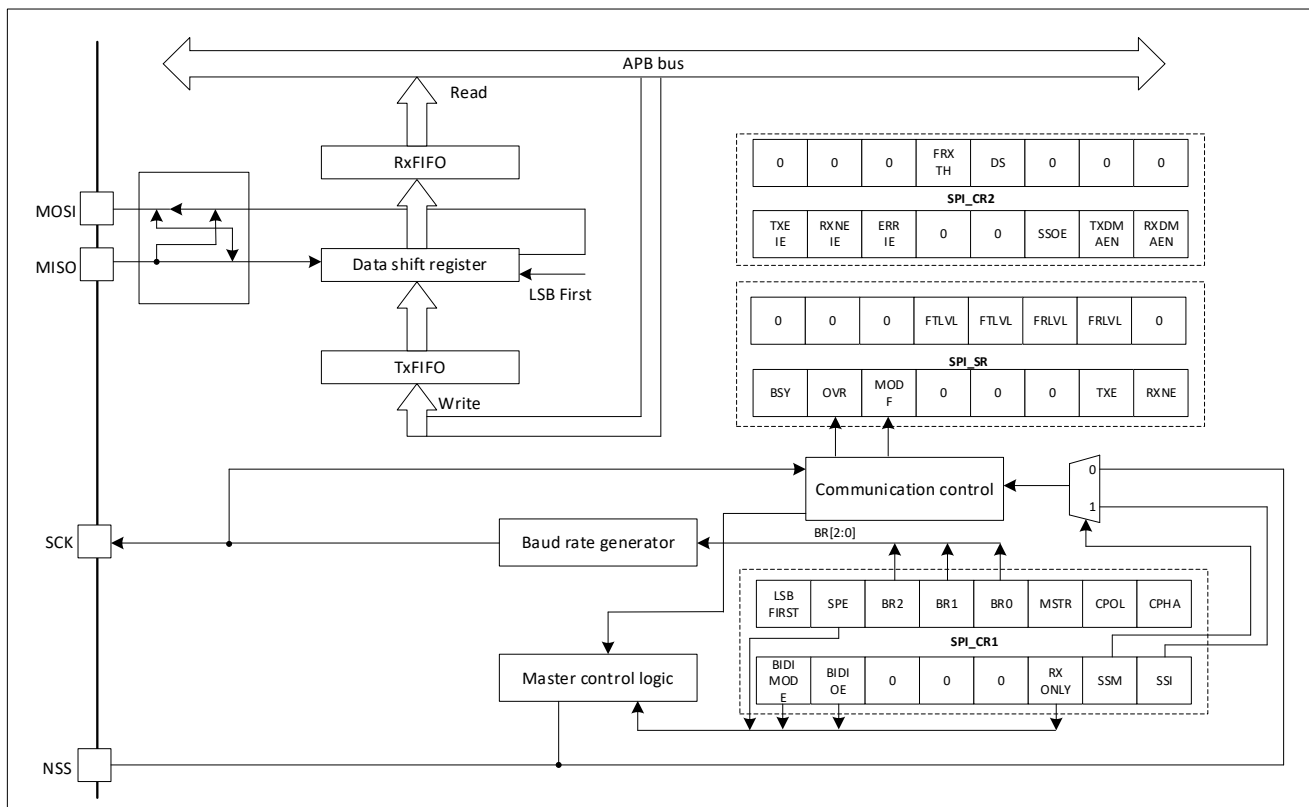 APB bus
Read
RxFIFO
MOSI
MISO
Data shift register
LSB First
TxFIFO
Write
0 0 0 FRX TH DS 0 0 0
SPI_CR2
TXE IE RXNE IE ERR IE 0 0 SSOE TXDM AEN RXDM AEN
0 0 0 FTLVL FTLVL FRLVL FRLVL 0
SPI_SR
BSY OVR MOD F 0 0 0 TXE RXNE
Communication control
0
1
SCK
Baud rate generator
BR[2:0]
LSB FIRST SPE BR2 BR1 BR0 MSTR CPOL CPHA
SPI_CR1
BIDI MOD E BIDI OE 0 0 0 RX ONLY SSM SSI
Master control logic
NSS